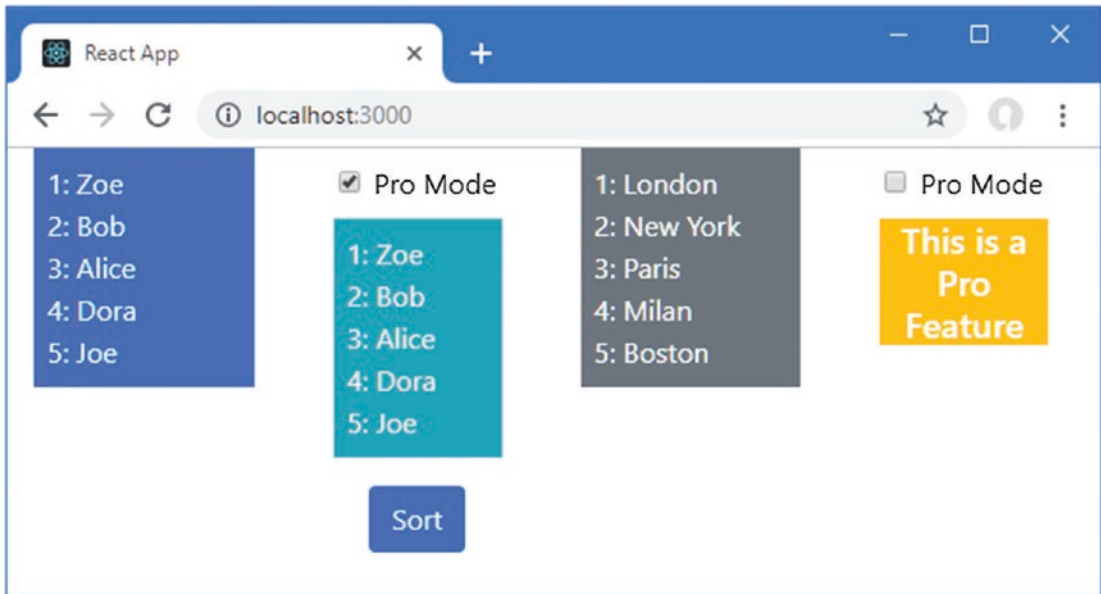 React App
localhost:3000
1: Zoe
2: Bob
3: Alice
4: Dora
5: Joe
Pro Mode
1: Zoe
2: Bob
3: Alice
4: Dora
5: Joe
Sort
1: London
2: New York
3: Paris
4: Milan
5: Boston
Pro Mode
This is a
Pro
Feature